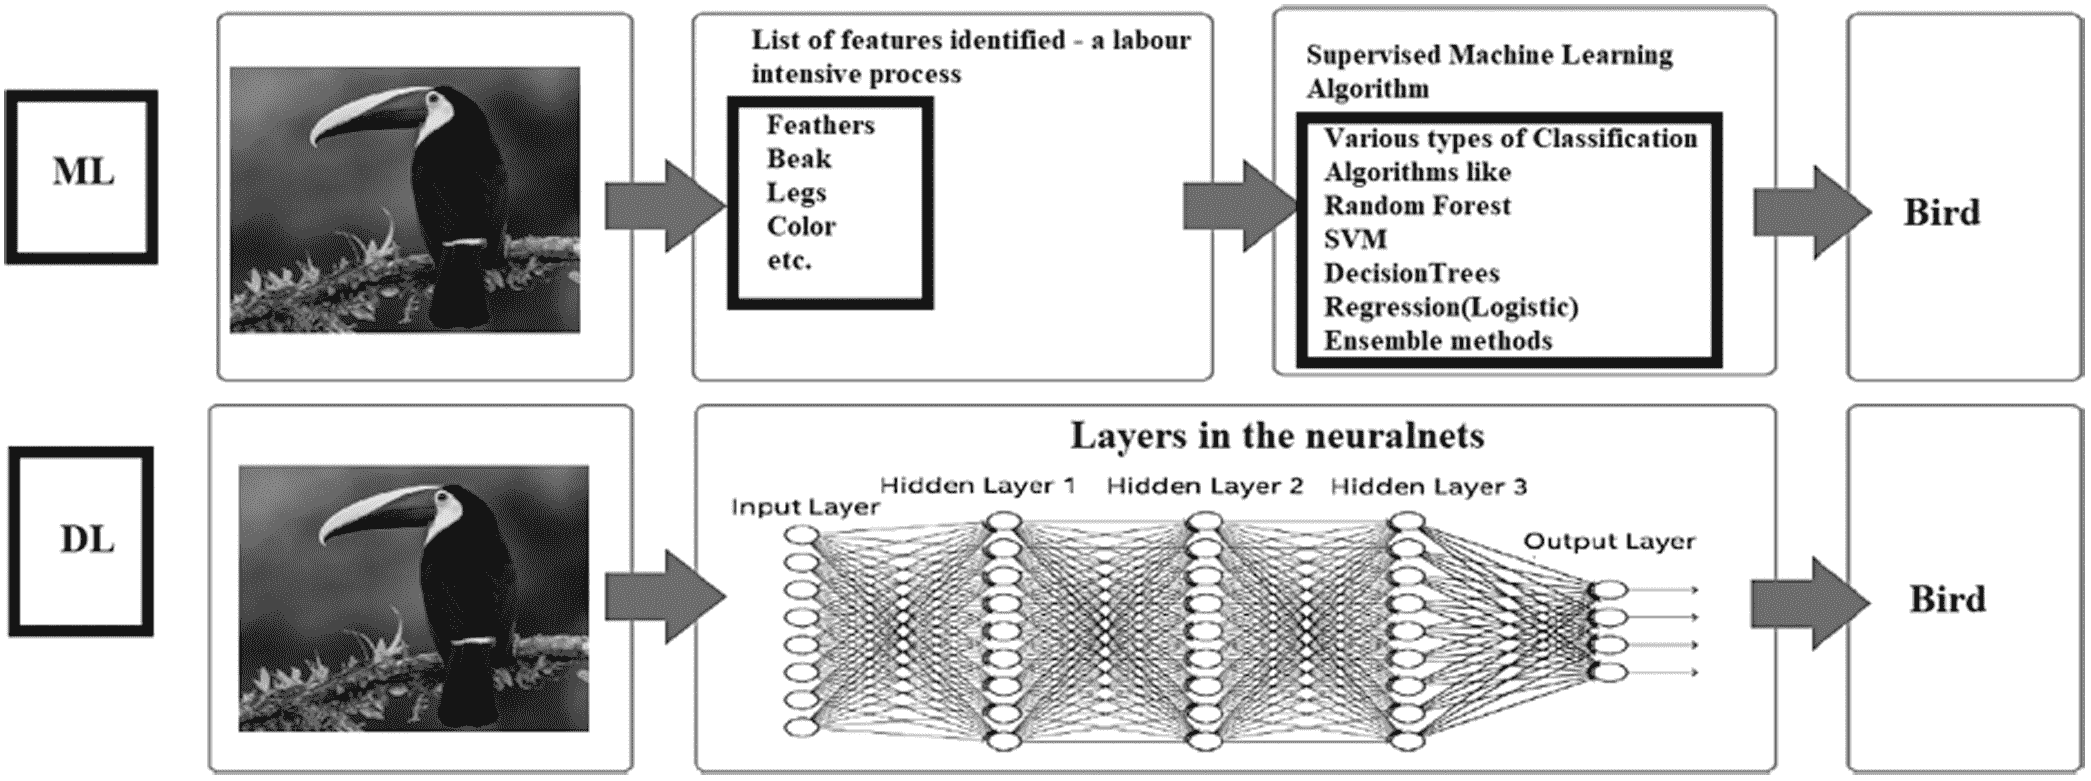 ML
List of features identified - a labour
intensive process
Feathers
Beak
Legs
Color
etc.
Supervised Machine Learning
Algorithm
Various types of Classification
Algorithms like
Random Forest
SVM
DecisionTrees
Regression(Logistic)
Ensemble methods
Bird
DL
Layers in the neuralnets
Input Layer
Hidden Layer 1
Hidden Layer 2
Hidden Layer 3
Output Layer
Bird